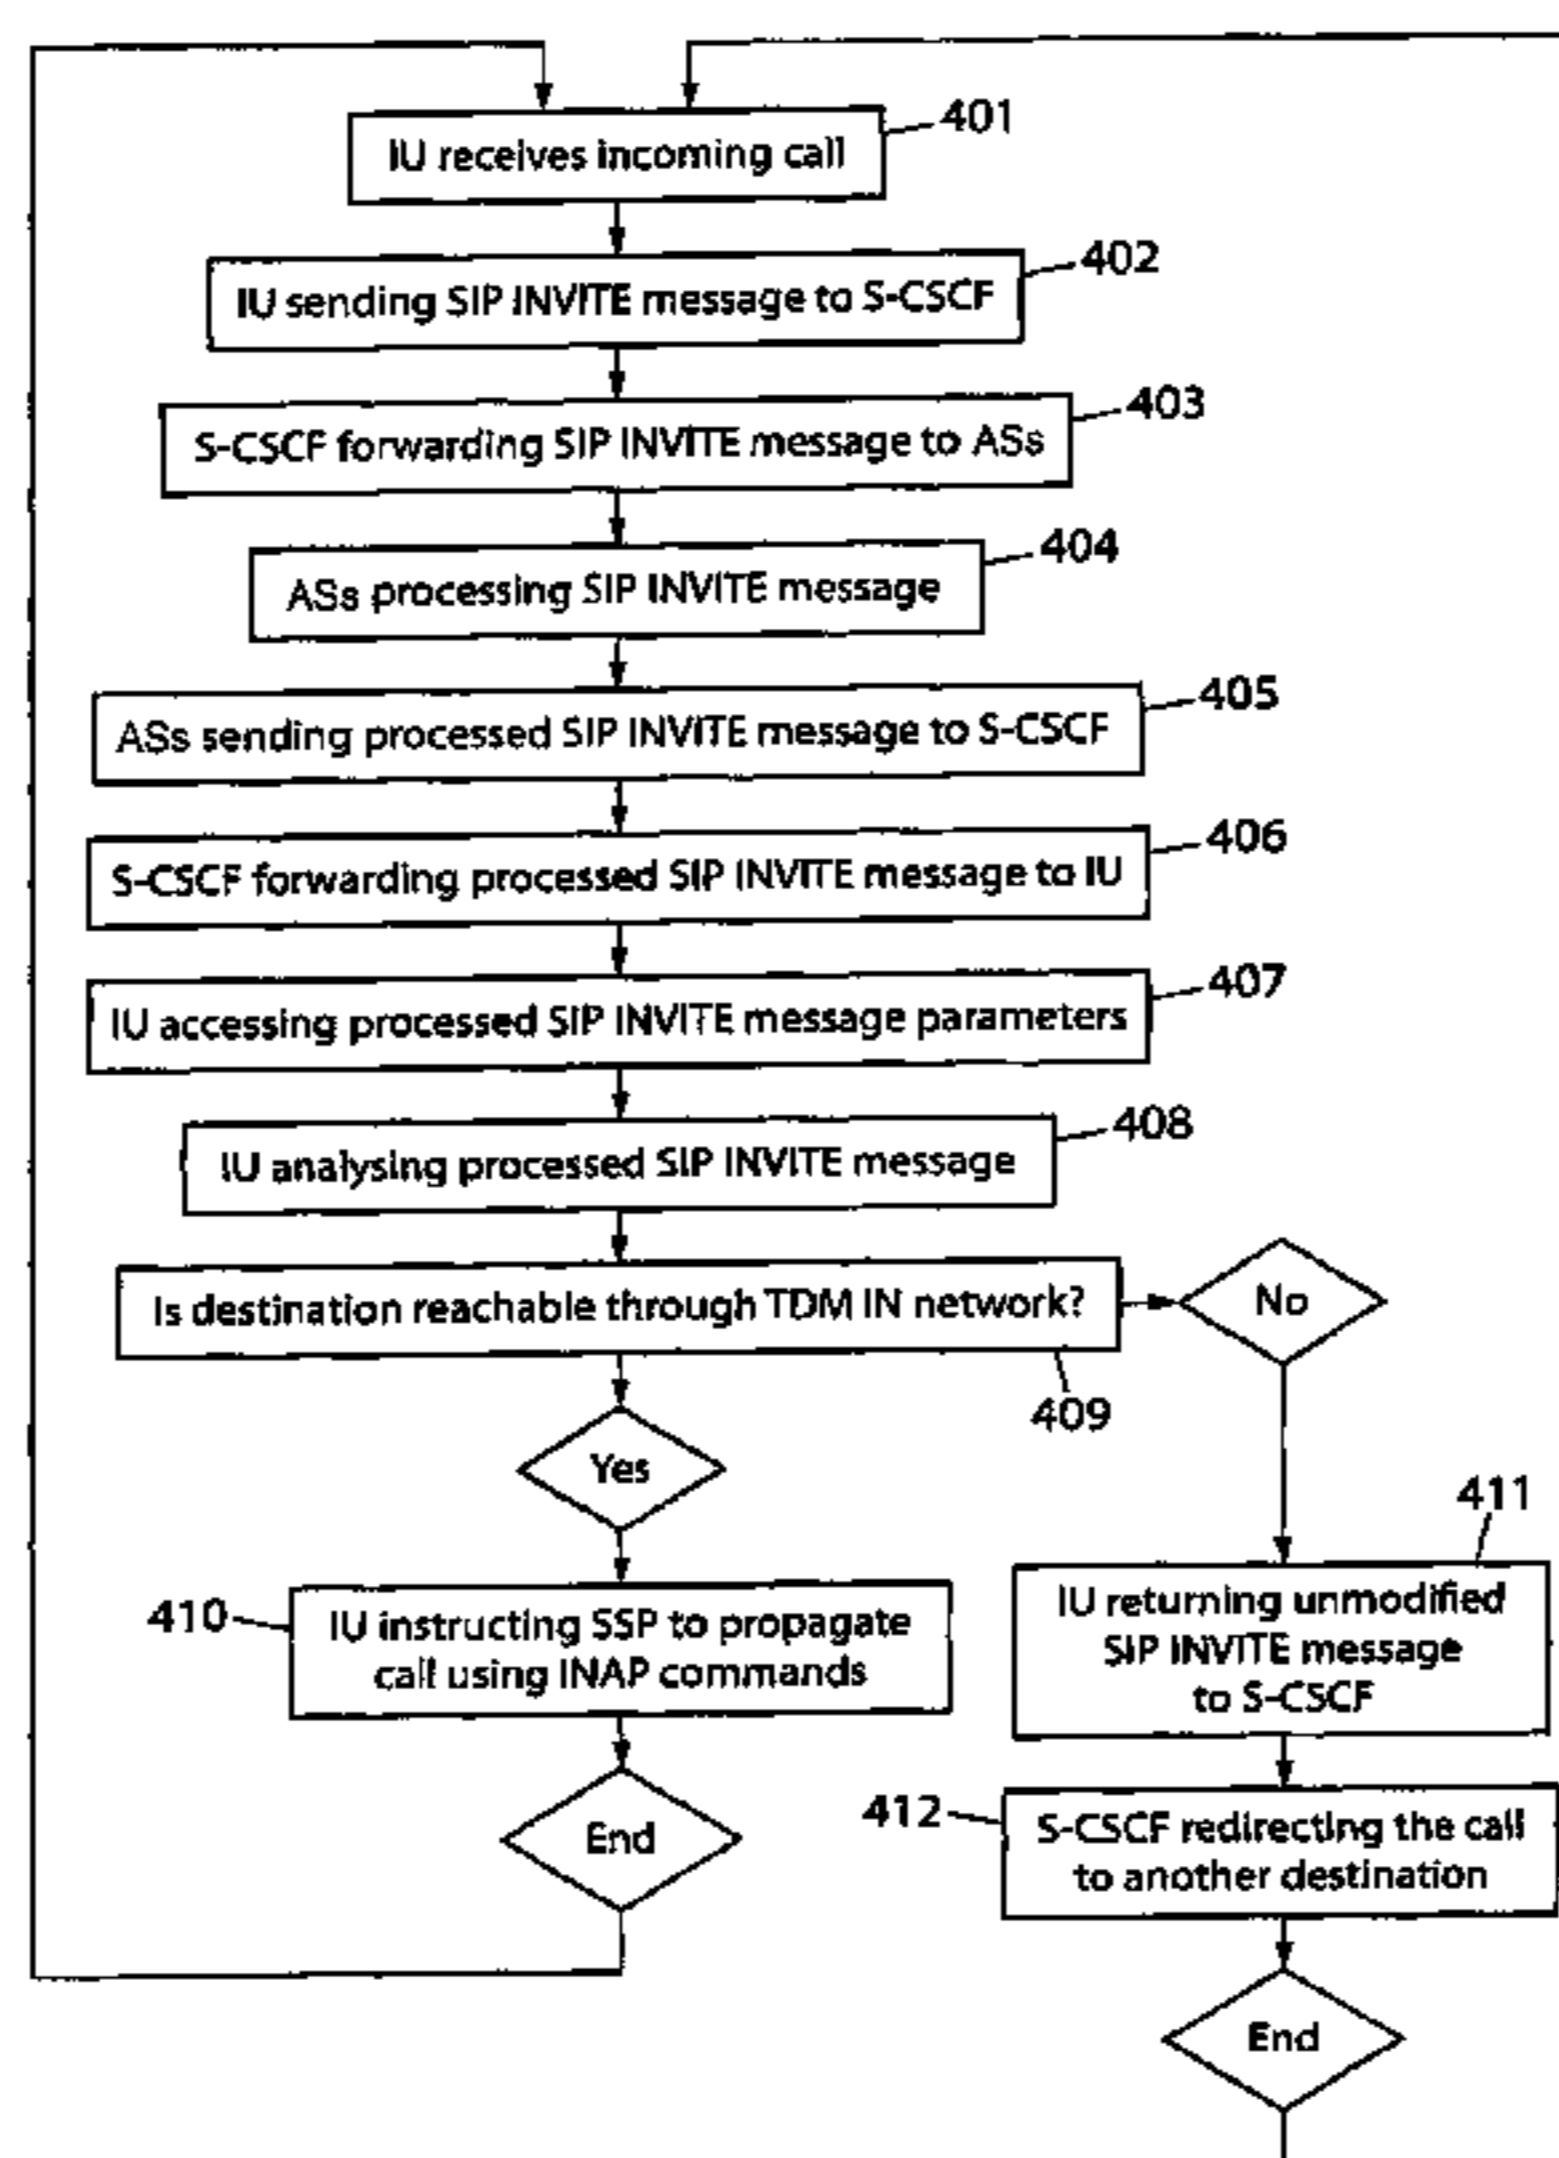 401
IU receives incoming call
402
IU sending SIP INVITE message to S-CSCF
403
S-CSCF forwarding SIP INVITE message to ASs
404
ASs processing SIP INVITE message
405
ASs sending processed SIP INVITE message to S-CSCF
406
S-CSCF forwarding processed SIP INVITE message to IU
407
IU accessing processed SIP INVITE message parameters
408
IU analysing processed SIP INVITE message
Is destination reachable through TDM IN network?
No
409
Yes
411
410
IU instructing SSP to propagate
call using INAP commands
IU returning unmodified
SIP INVITE message
to S-CSCF
End
412
S-CSCF redirecting the call
to another destination
End